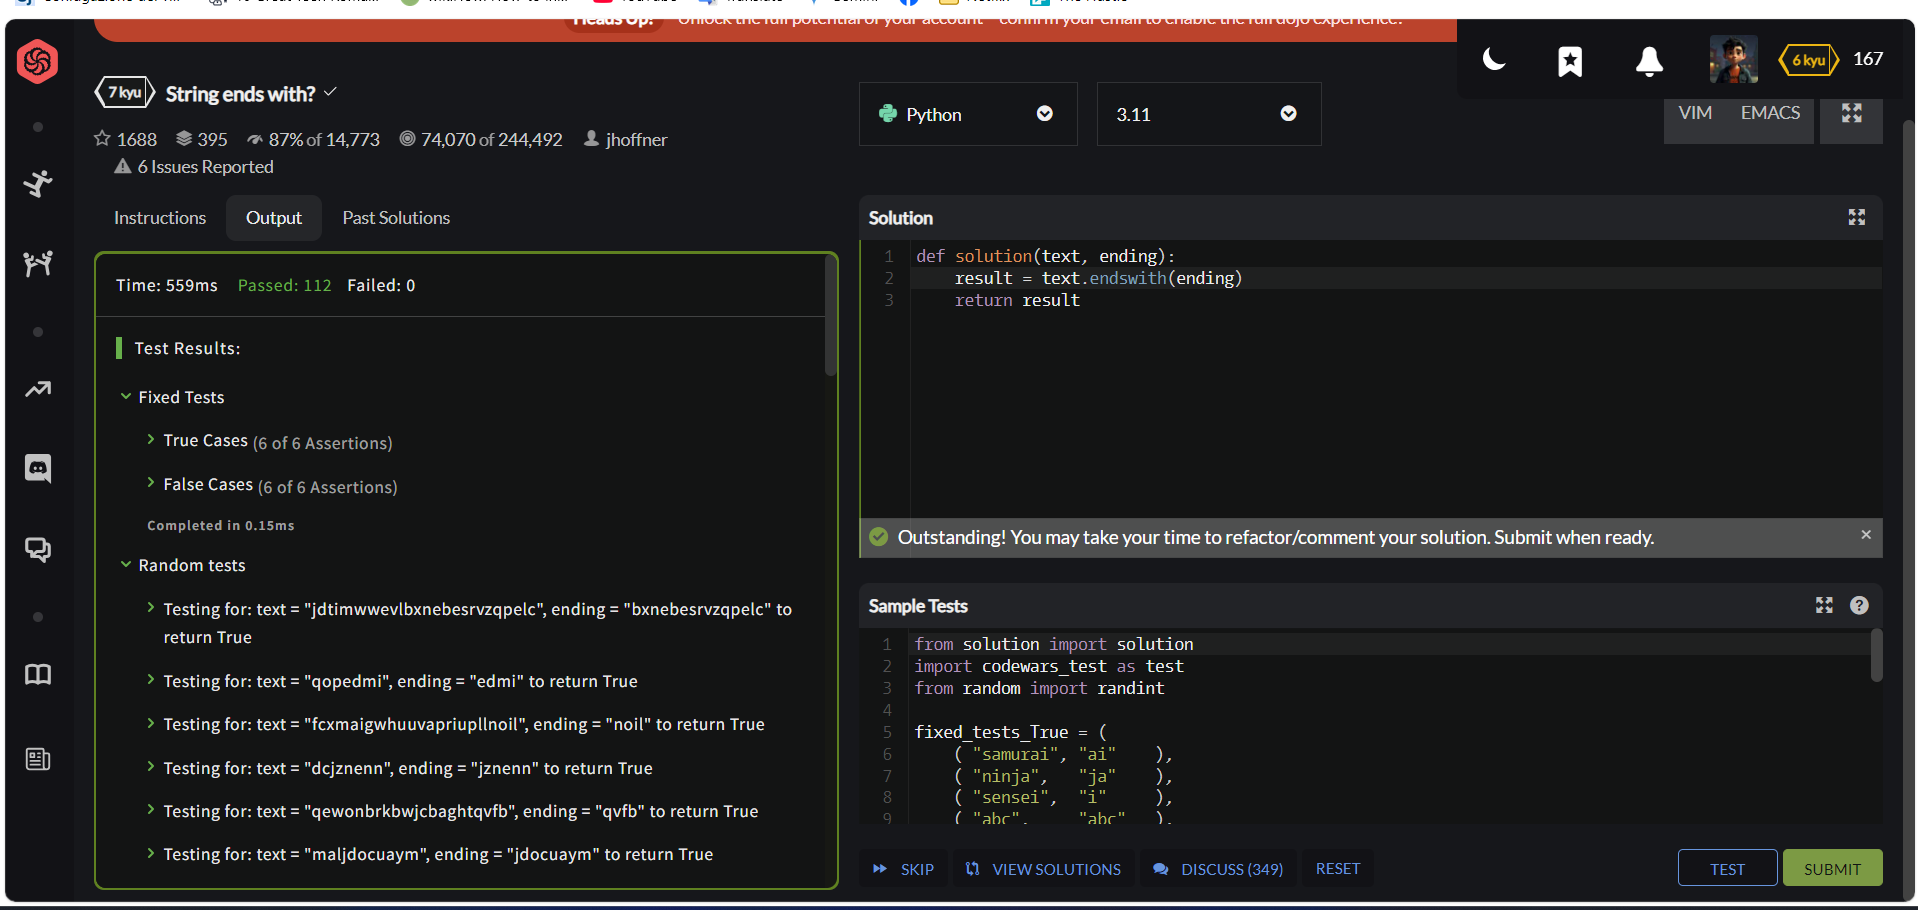 YouTube
Translate
Gemini
Netflix
Heads Up! Unlock the full potential of your account - confirm your email to enable the full dojo experience.
6 kyu 167
7 kyu String ends with?
Python
3.11
VIM EMACS
1688 395 87% of 14,773 74,070 of 244,492 jhoffner
6 Issues Reported
Instructions Output Past Solutions
Time: 559ms Passed: 112 Failed: 0
Test Results:
Fixed Tests
True Cases (6 of 6 Assertions)
False Cases (6 of 6 Assertions)
Completed in 0.15ms
Random tests
Testing for: text = "jdtimwwevlbxnebesrvzqpelc", ending = "bxnebesrvzqpelc" to
return True
Testing for: text = "qopedmi", ending = "edmi" to return True
Testing for: text = "fcxmaigwhuuvapriupllnoil", ending = "noil" to return True
Testing for: text = "dcjznenn", ending = "jznenn" to return True
Testing for: text = "qewonbrkbwjcbaghtqvfb", ending = "qvfb" to return True
Testing for: text = "maljdocuaym", ending = "jdocuaym" to return True
Solution
1 def solution(text, ending):
2 result = text.endswith(ending)
3 return result
Outstanding! You may take your time to refactor/comment your solution. Submit when ready.
Sample Tests
1 from solution import solution
2 import codewars_test as test
3 from random import randint
4
5 fixed_tests_True = (
6 ( "samurai", "ai" ),
7 ( "ninja", "ja" ),
8 ( "sensei", "i" ),
9 ( "abc", "abc" ),
SKIP VIEW SOLUTIONS DISCUSS (349) RESET TEST SUBMIT